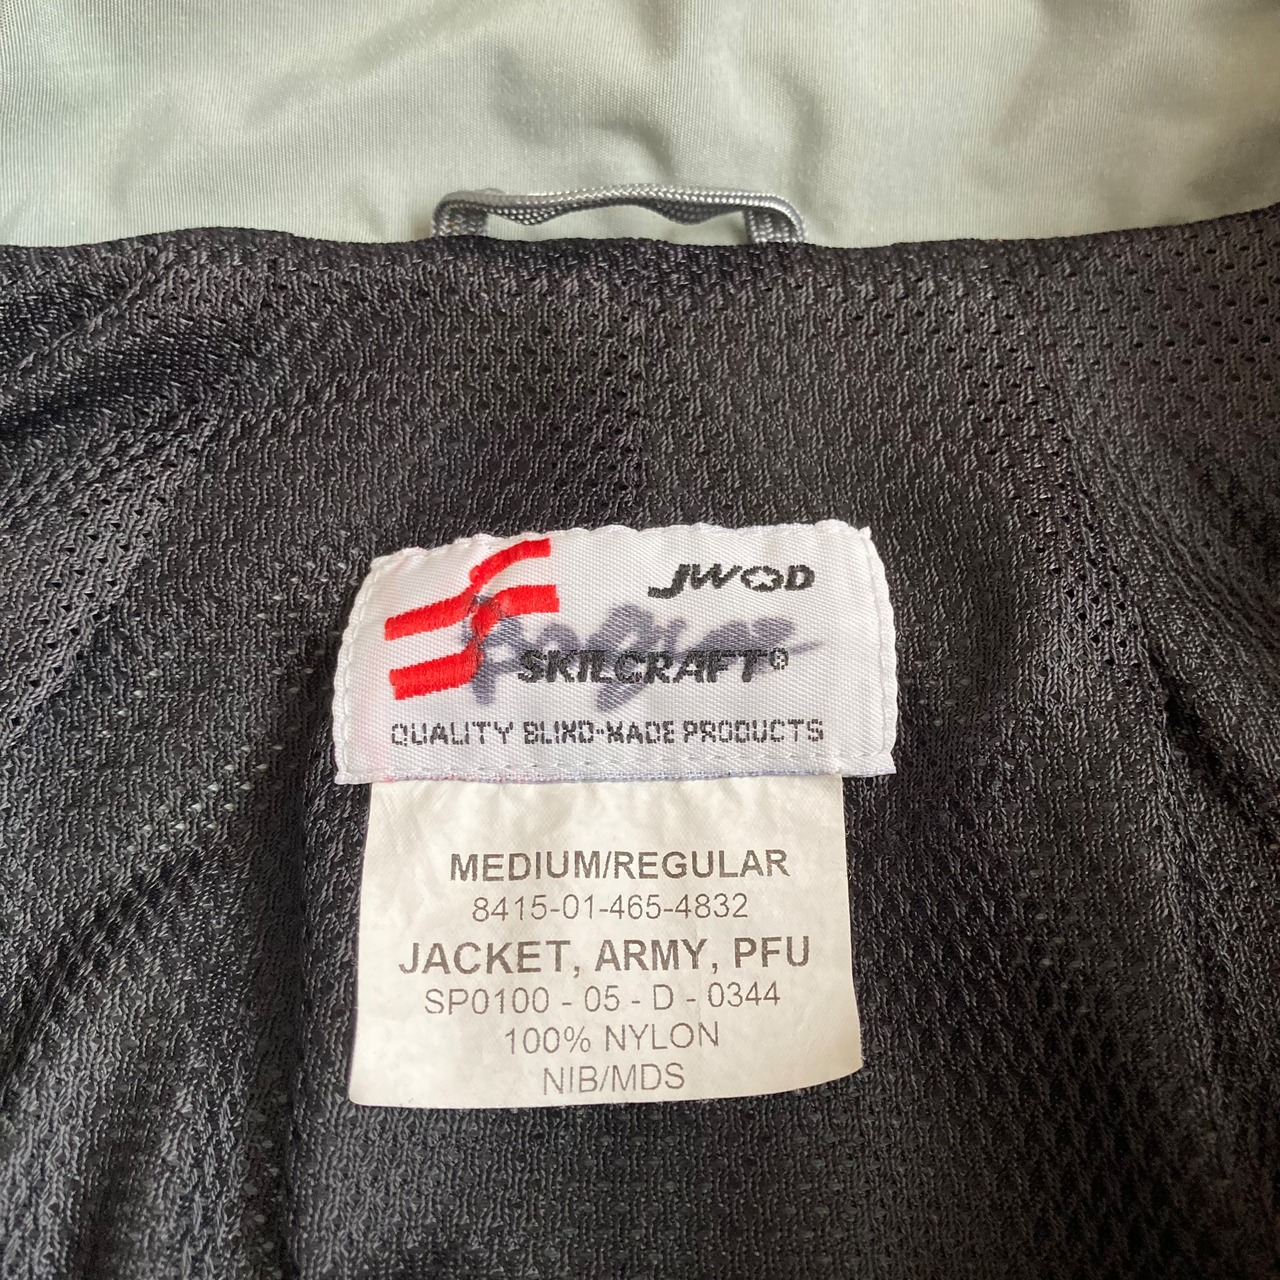 JWOD
SKILCRAFT®
QUALITY BLIND-MADE PRODUCTS
MEDIUM/REGULAR
8415-01-465-4832
JACKET, ARMY, PFU
SP0100 - 05 - D - 0344
100% NYLON
NIB/MDS